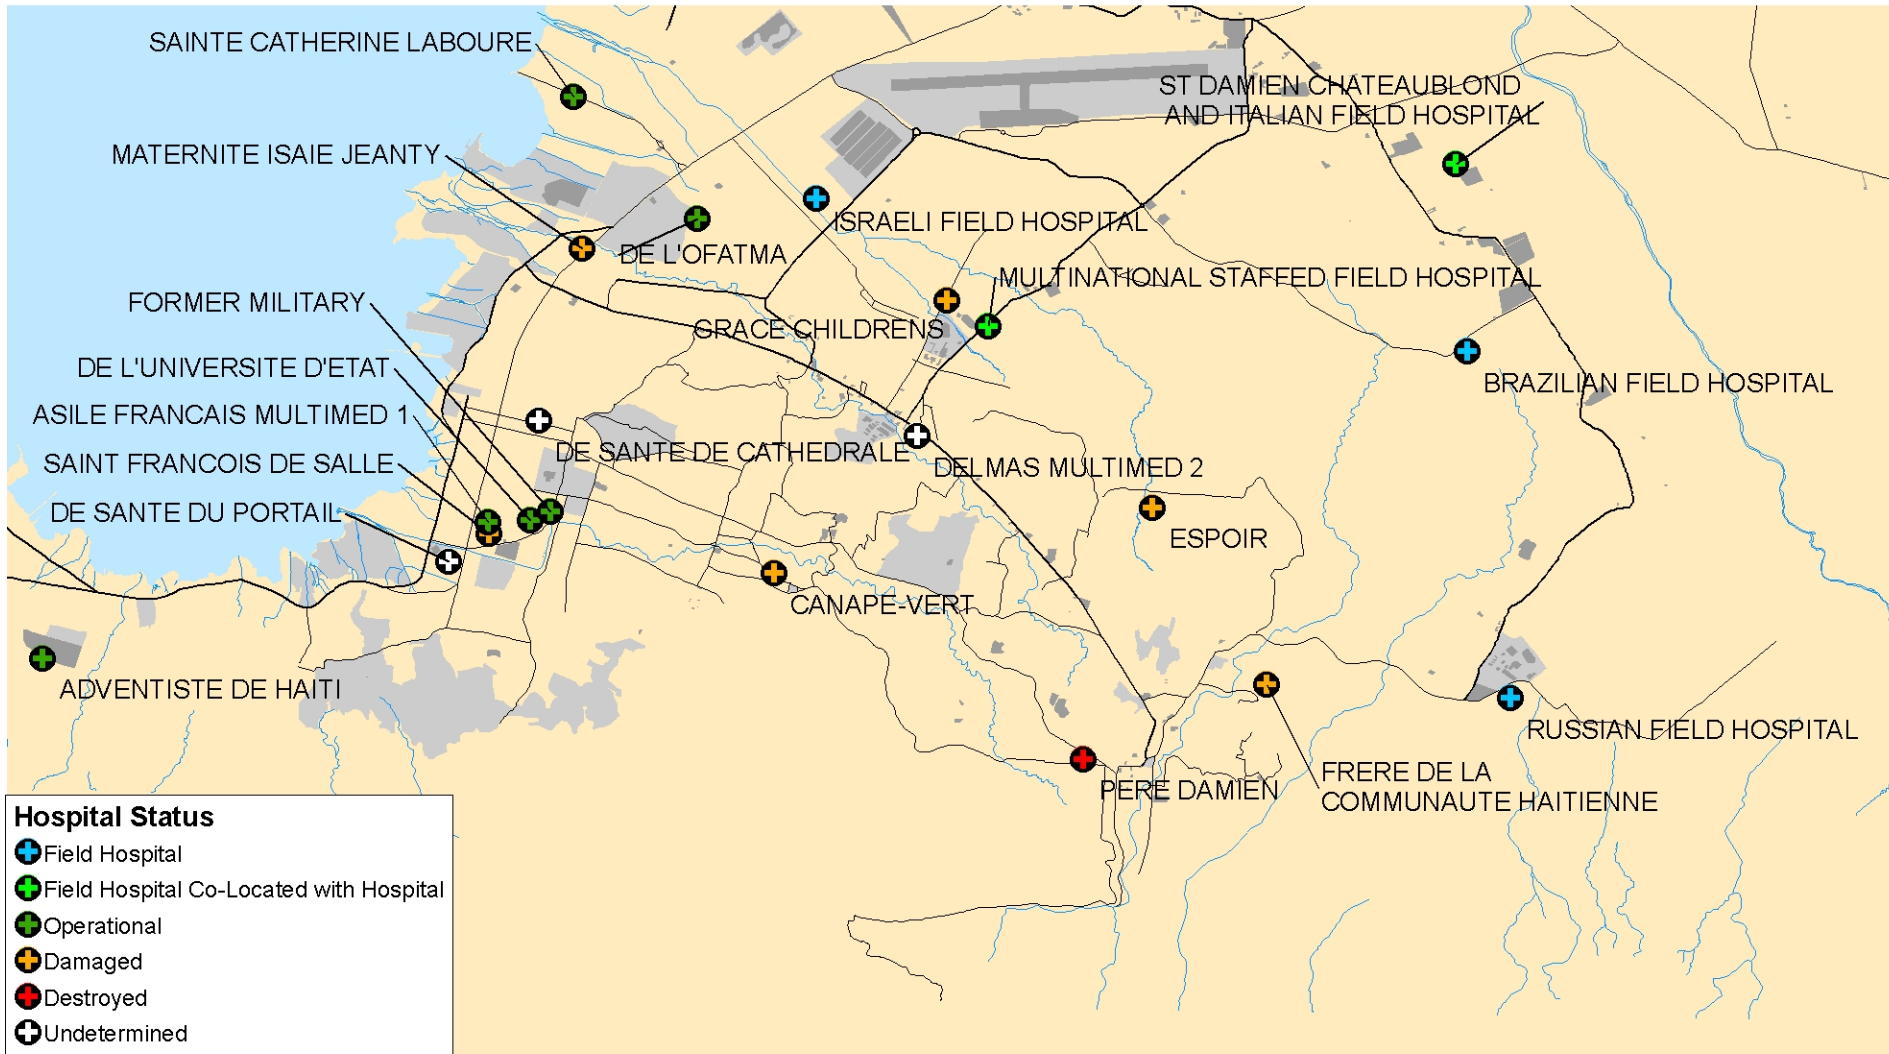 SAINTE CATHERINE LABOURE
ST DAMIEN CHATEAUBLOND
AND ITALIAN FIELD HOSPITAL
MATERNITE ISAIE JEANTY
ISRAELI FIELD HOSPITAL
DE L'OFATMA
MULTINATIONAL STAFFED FIELD HOSPITAL
FORMER MILITARY
GRACE CHILDRENS
DE L'UNIVERSITE D'ETAT
BRAZILIAN FIELD HOSPITAL
ASILE FRANCAIS MULTIMED 1
DE SANTE DE CATHEDRALE
SAINT FRANCOIS DE SALLE
DELMAS MULTIMED 2
DE SANTE DU PORTAIL
ESPOIR
CANAPE-VERT
ADVENTISTE DE HAITI
RUSSIAN FIELD HOSPITAL
FRERE DE LA
COMMUNAUTE HAITIENNE
PERE DAMIEN
Hospital Status
Field Hospital
Field Hospital Co-Located with Hospital
Operational
Damaged
Destroyed
Undetermined